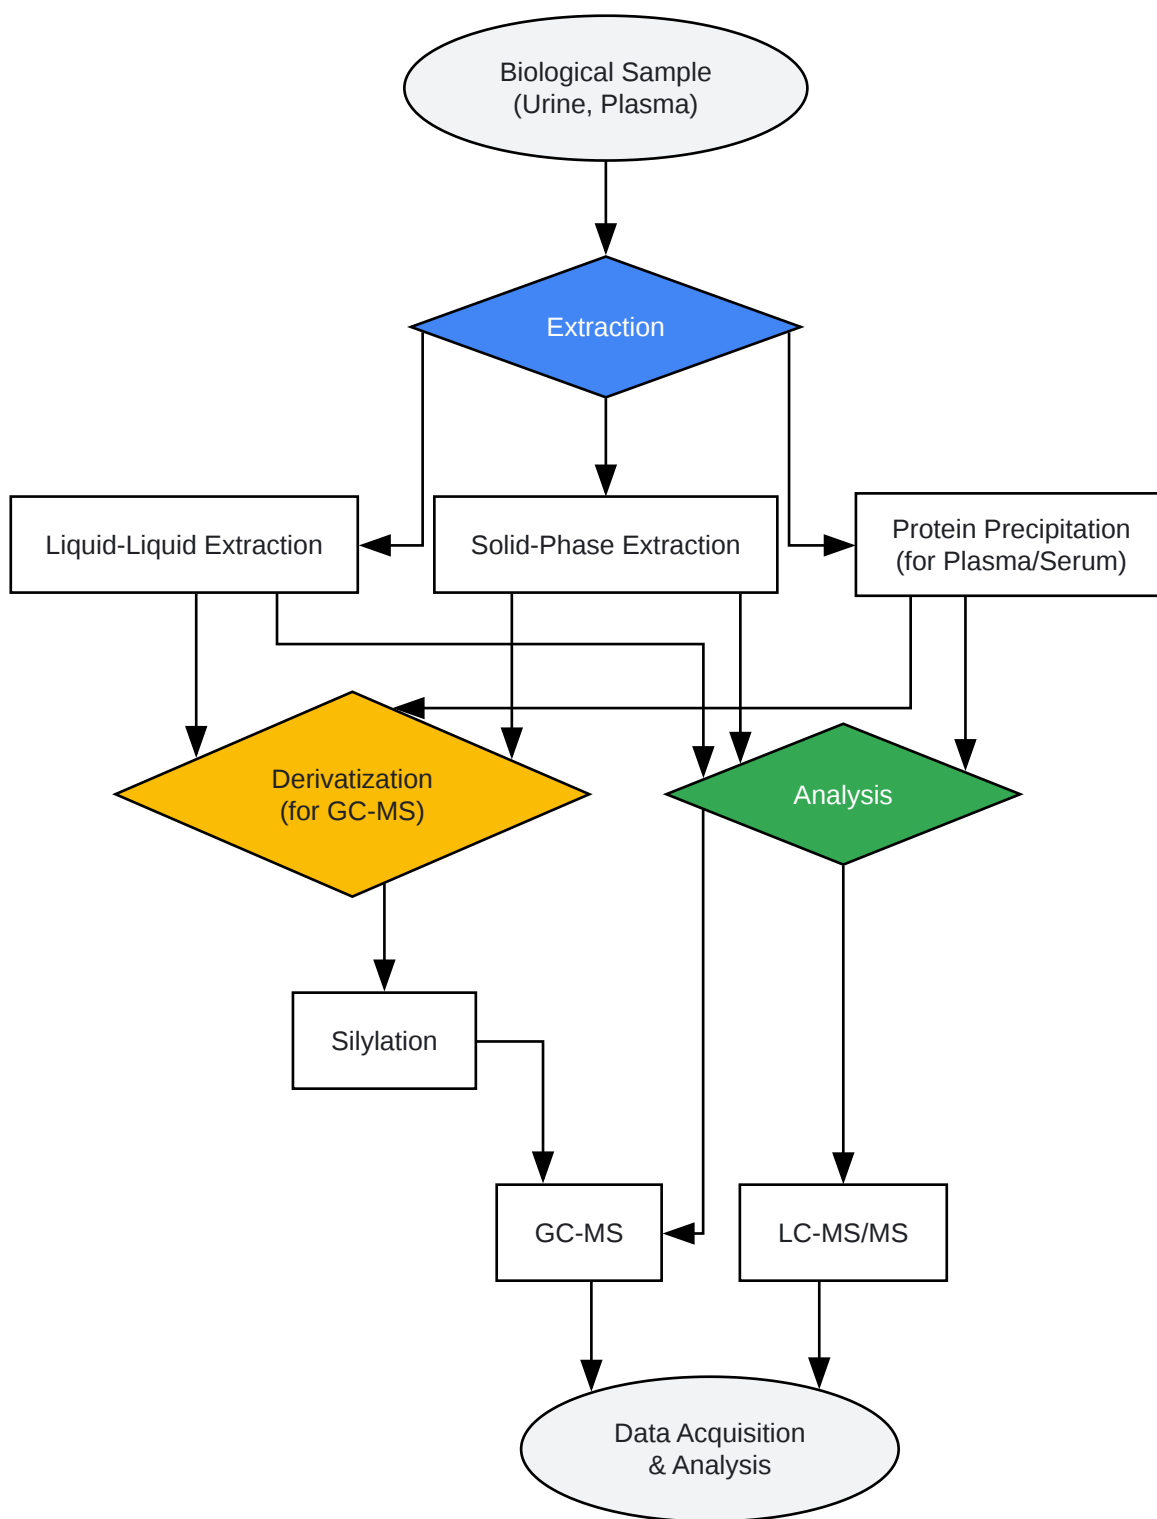 Biological Sample
(Urine, Plasma)
Extraction
Liquid-Liquid Extraction
Solid-Phase Extraction
Protein Precipitation
(for Plasma/Serum)
Derivatization
(for GC-MS)
Analysis
Silylation
GC-MS
LC-MS/MS
Data Acquisition
& Analysis